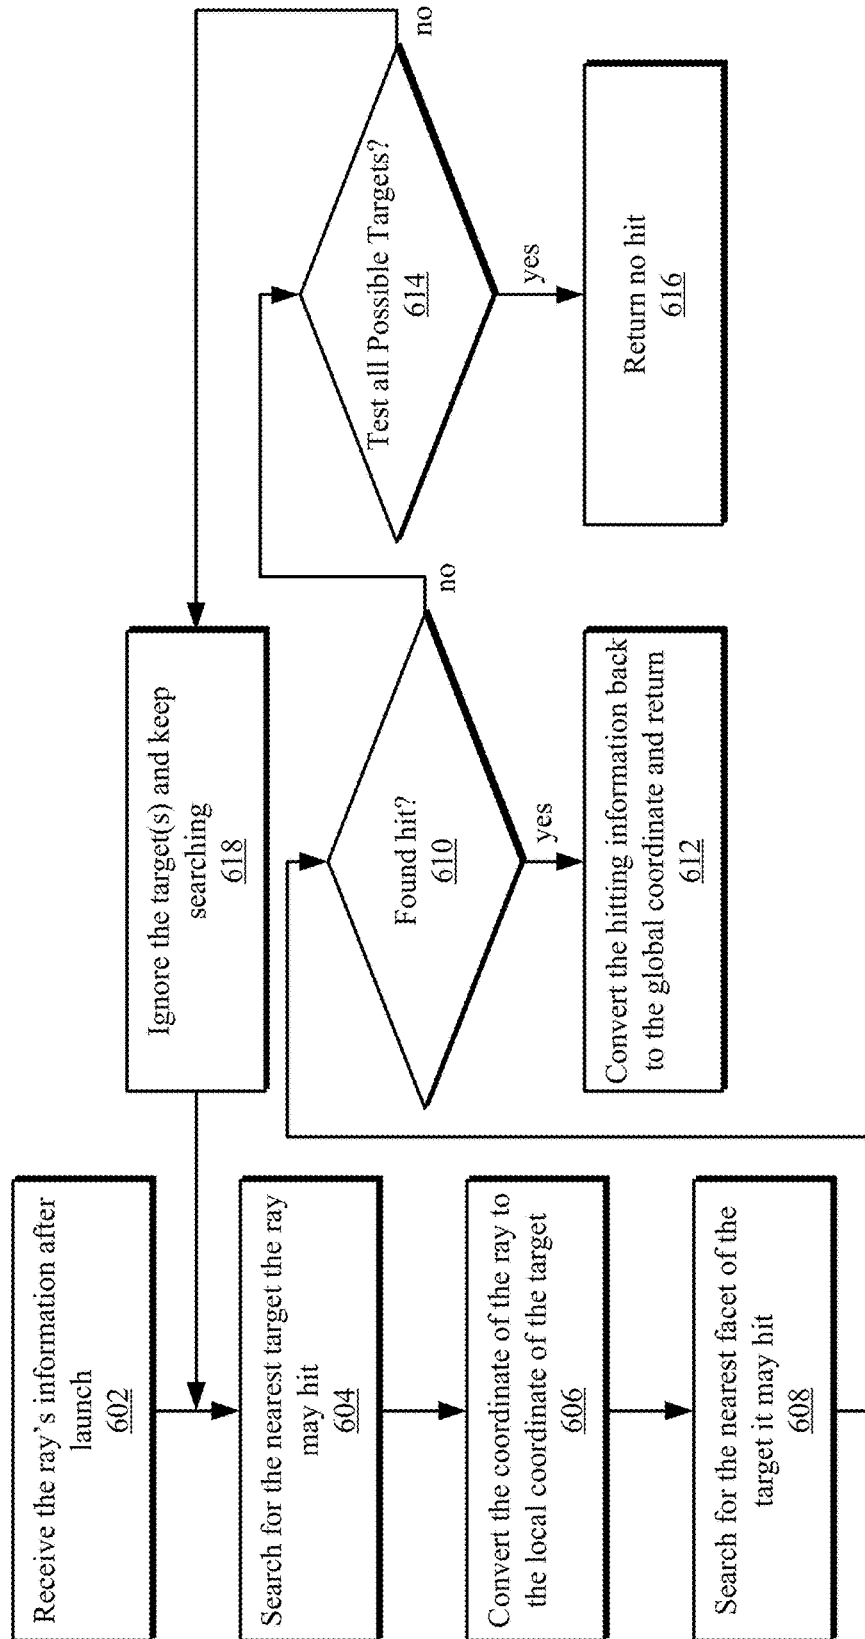 Receive the ray's information after
launch
602
Search for the nearest target the ray
may hit
604
Convert the coordinate of the ray to
the local coordinate of the target
606
Search for the nearest facet of the
target it may hit
608
Ignore the target(s) and keep
searching
618
Found hit?
610
no
yes
Convert the hitting information back
to the global coordinate and return
612
Test all Possible Targets?
614
no
yes
Return no hit
616